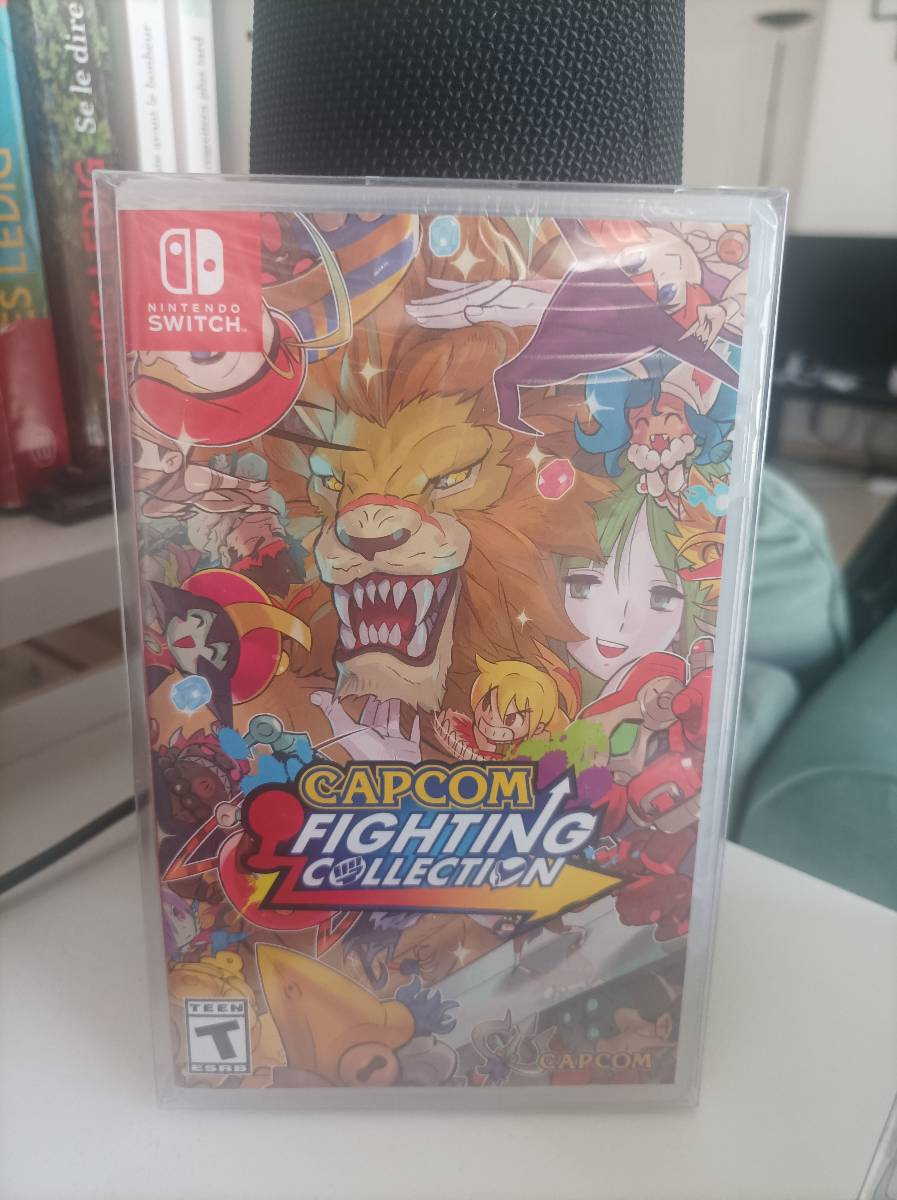 Se le dire
NINTENDO
SWITCH
CAPCOM
FIGHTING
COLLECTION
TEEN
T
ESRB
CAPCOM